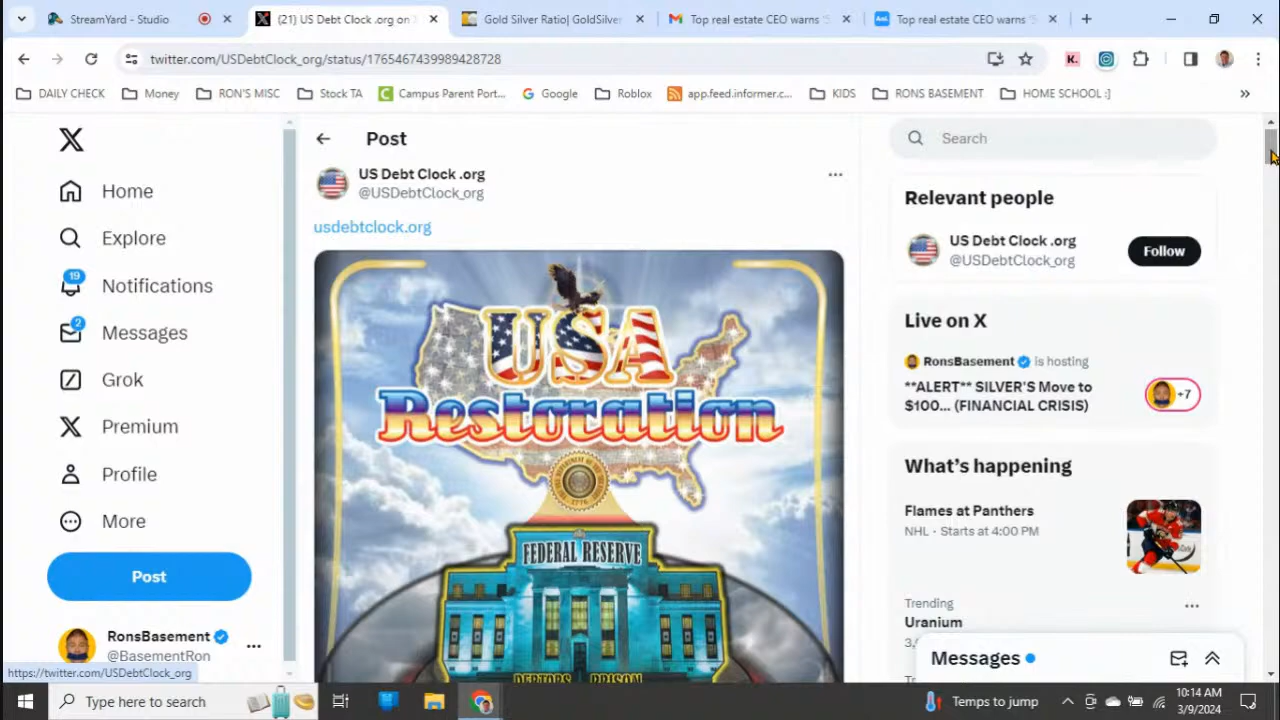 StreamYard - Studio
(21) US Debt Clock .org on
Gold Silver Ratio| GoldSilver
Top real estate CEO warns '5
Aol.
Top real estate CEO warns '5
twitter.com/USDebtClock_org/status/1765467439989428728
K.
DAILY CHECK
Money
RON'S MISC
Stock TA
Campus Parent Port...
Google
Roblox
app.feed.informer.c...
KIDS
RONS BASEMENT
HOME SCHOOL :]
Home
Explore
19
Notifications
2
Messages
Grok
Premium
Profile
More
Post
RonsBasement
@BasementRon
https://twitter.com/USDebtClock_org
Post
US Debt Clock .org
@USDebtClock_org
usdebtclock.org
USA
Restoration
1776
FEDERAL RESERVE
DEBTORS PRISON
Search
Relevant people
US Debt Clock .org
@USDebtClock_org
Follow
Live on X
RonsBasement is hosting
**ALERT** SILVER'S Move to
$100... (FINANCIAL CRISIS)
+7
What's happening
Flames at Panthers
NHL · Starts at 4:00 PM
Trending
Uranium
Messages
Type here to search
Temps to jump
10:14 AM
3/9/2024